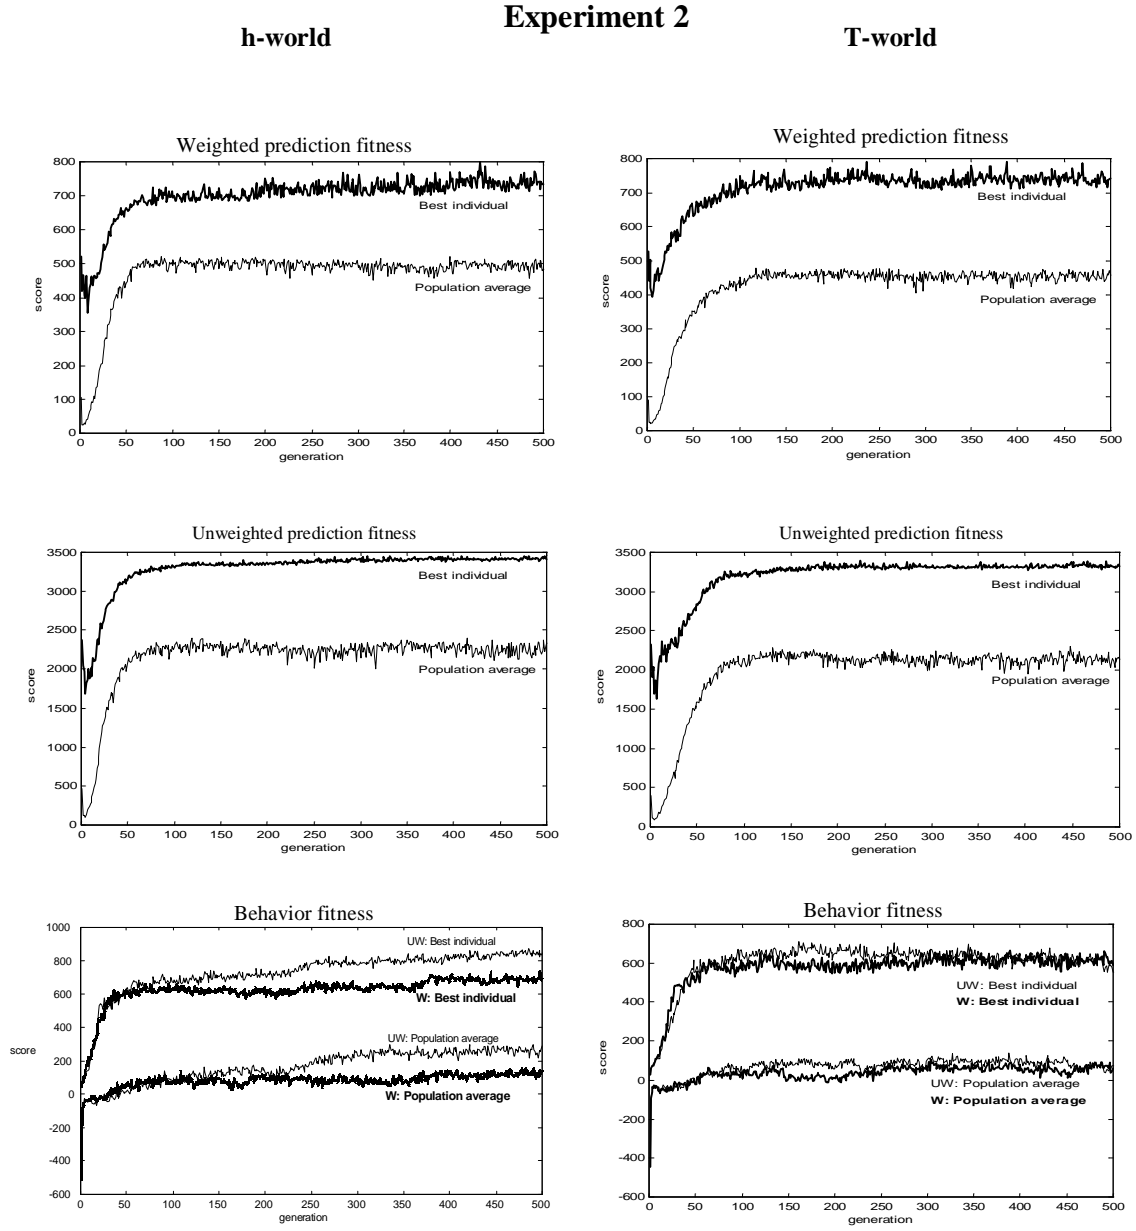 Experiment 2
h-world
T-world
Weighted prediction fitness
800
700
600
500
400
300
200
100
0
score
Best individual
Population average
0 50 100 150 200 250 300 350 400 450 500
generation
Weighted prediction fitness
800
700
600
500
400
300
200
100
0
score
Best individual
Population average
0 50 100 150 200 250 300 350 400 450 500
generation
Unweighted prediction fitness
3500
3000
2500
2000
1500
1000
500
0
score
Best individual
Population average
0 50 100 150 200 250 300 350 400 450 500
generation
Unweighted prediction fitness
3500
3000
2500
2000
1500
1000
500
0
score
Best individual
Population average
0 50 100 150 200 250 300 350 400 450 500
generation
Behavior fitness
1000
800
600
400
200
0
-200
-400
-600
score
UW: Best individual
W: Best individual
UW: Population average
W: Population average
0 50 100 150 200 250 300 350 400 450 500
generation
Behavior fitness
800
600
400
200
0
-200
-400
-600
score
UW: Best individual
W: Best individual
UW: Population average
W: Population average
0 50 100 150 200 250 300 350 400 450 500
generation